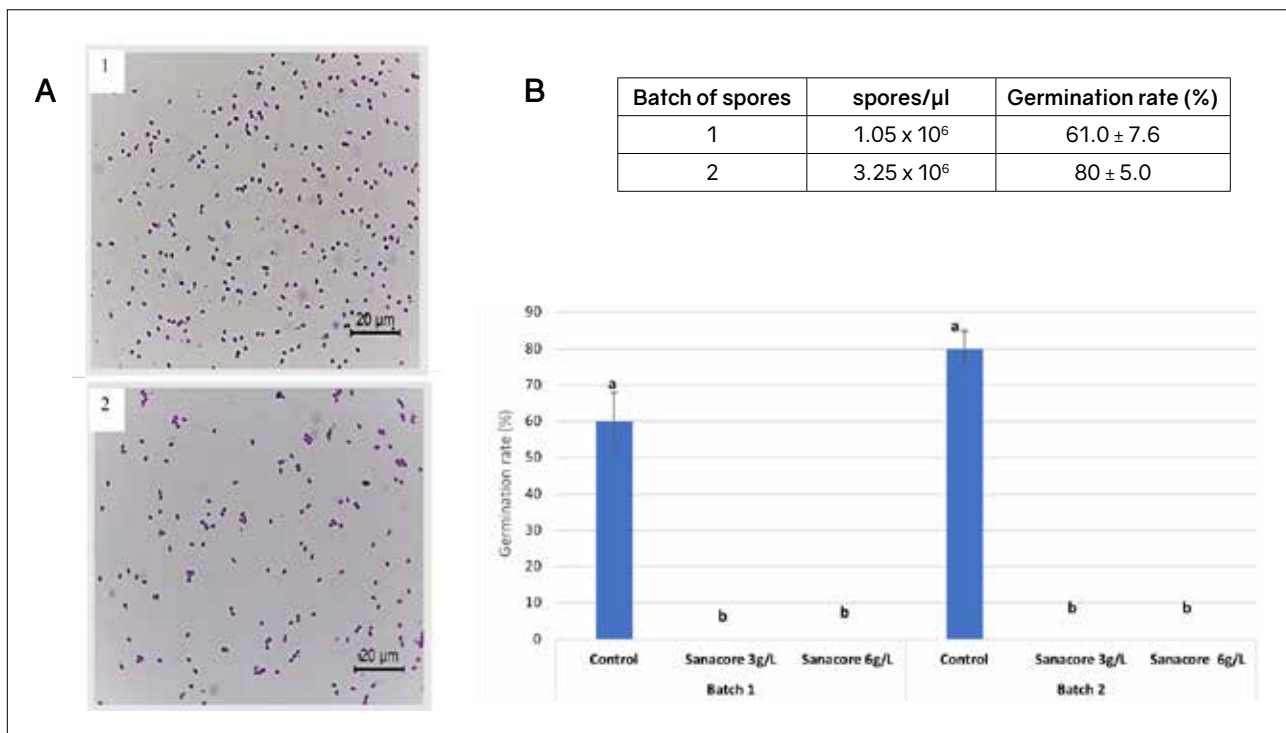 A
1
20 µm
2
20 µm
B
Batch of spores spores/µl Germination rate (%)
1 1.05 x 10⁶ 61.0 ± 7.6
2 3.25 x 10⁶ 80 ± 5.0
Germination rate (%)
90
80
70
60
50
40
30
20
10
0
a
b
b
a
b
b
Control Sanacore 3g/L Sanacore 6g/L Control Sanacore 3g/L Sanacore 6g/L
Batch 1 Batch 2